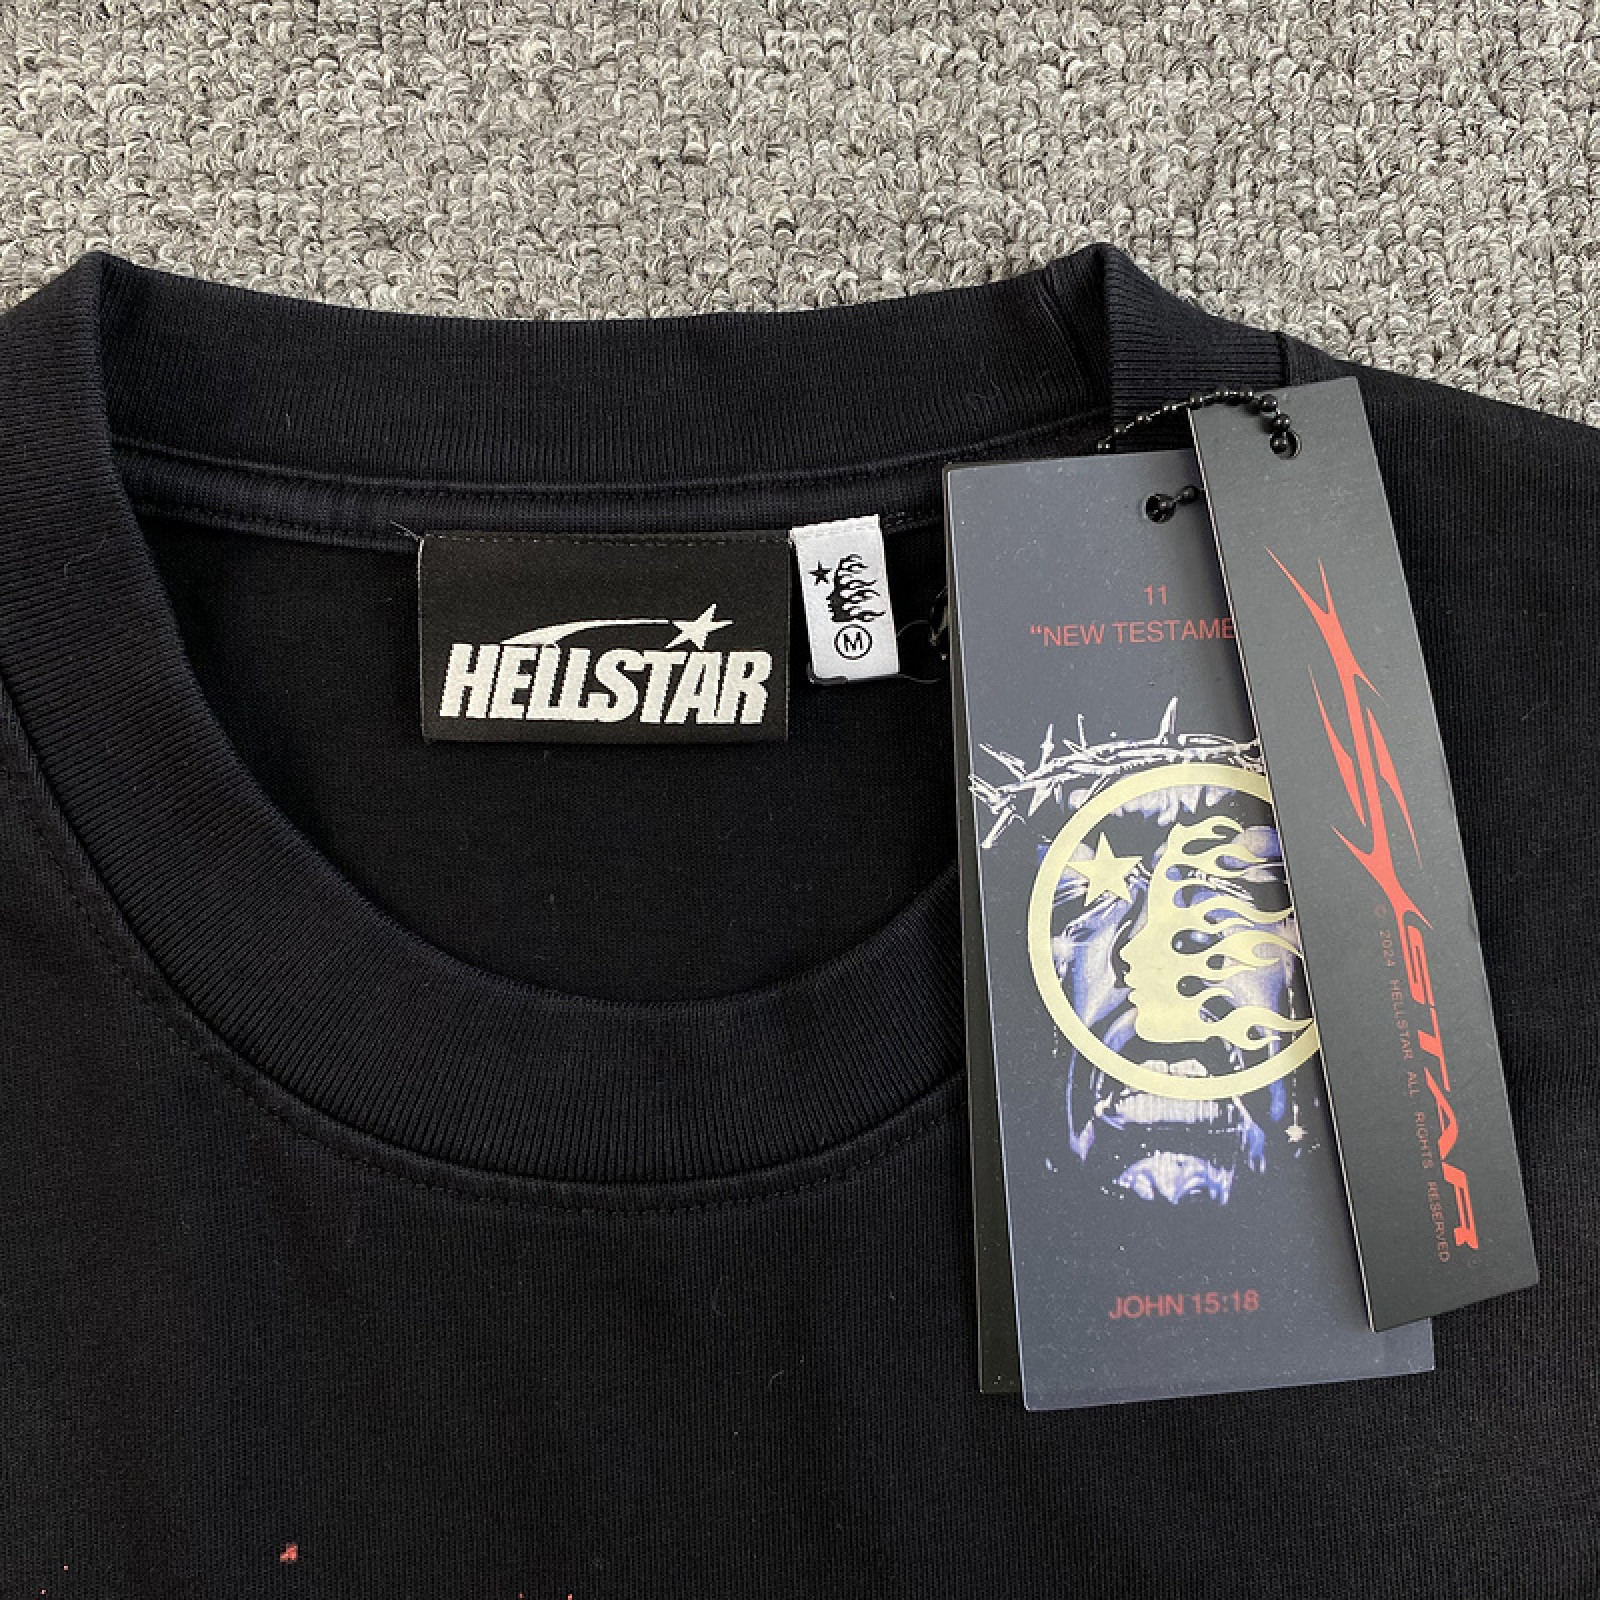 HELLSTAR
M
11
“NEW TESTAME
JOHN 15:18
STAR
© 2024 HELLSTAR ALL RIGHTS RESERVED